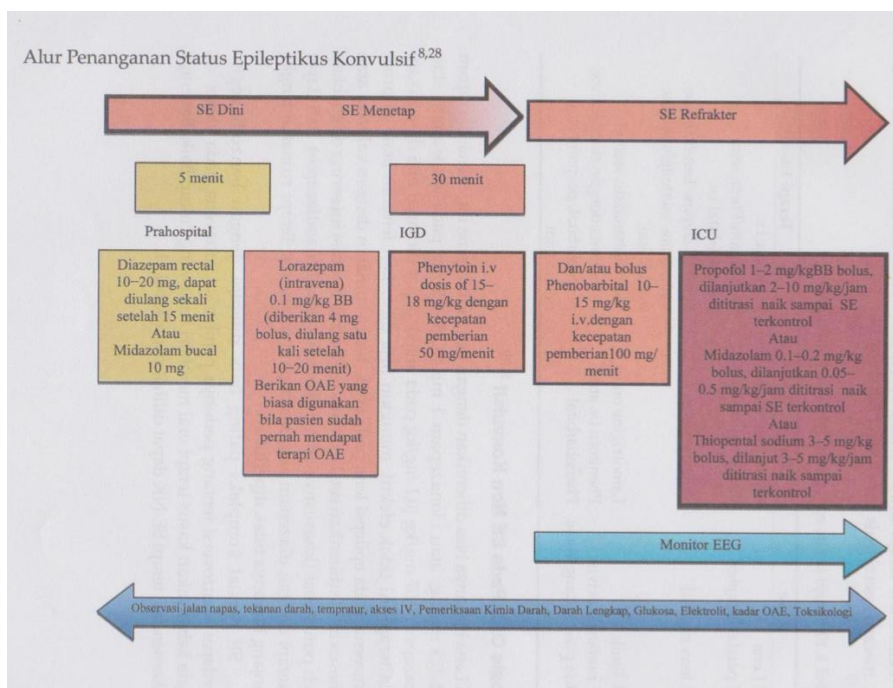 Alur Penanganan Status Epileptikus Konvulsif 8,28
SE Dini
SE Menetap
SE Refrakter
5 menit
30 menit
Prahospital
IGD
ICU
Diazepam rectal
10–20 mg, dapat
diulang sekali
setelah 15 menit
Atau
Midazolam bucal
10 mg
Lorazepam
(intravena)
0.1 mg/kg BB
(diberikan 4 mg
bolus, diulang satu
kali setelah
10–20 menit)
Berikan OAE yang
biasa digunakan
bila pasien sudah
pernah mendapat
terapi OAE
Phenytoin i.v
dosis of 15–
18 mg/kg dengan
kecepatan
pemberian
50 mg/menit
Dan/atau bolus
Phenobarbital 10–
15 mg/kg
i.v.dengan
kecepatan
pemberian100 mg/
menit
Propofol 1–2 mg/kgBB bolus,
dilanjutkan 2–10 mg/kg/jam
dititrasi naik sampai SE
terkontrol
Atau
Midazolam 0.1–0.2 mg/kg
bolus, dilanjutkan 0.05–
0.5 mg/kg/jam dititrasi naik
sampai SE terkontrol
Atau
Thiopental sodium 3–5 mg/kg
bolus, dilanjut 3–5 mg/kg/jam
dititrasi naik sampai
terkontrol
Monitor EEG
Observasi jalan napas, tekanan darah, tempratur, akses IV, Pemeriksaan Kimia Darah, Darah Lengkap, Glukosa, Elektrolit, kadar OAE, Toksikologi